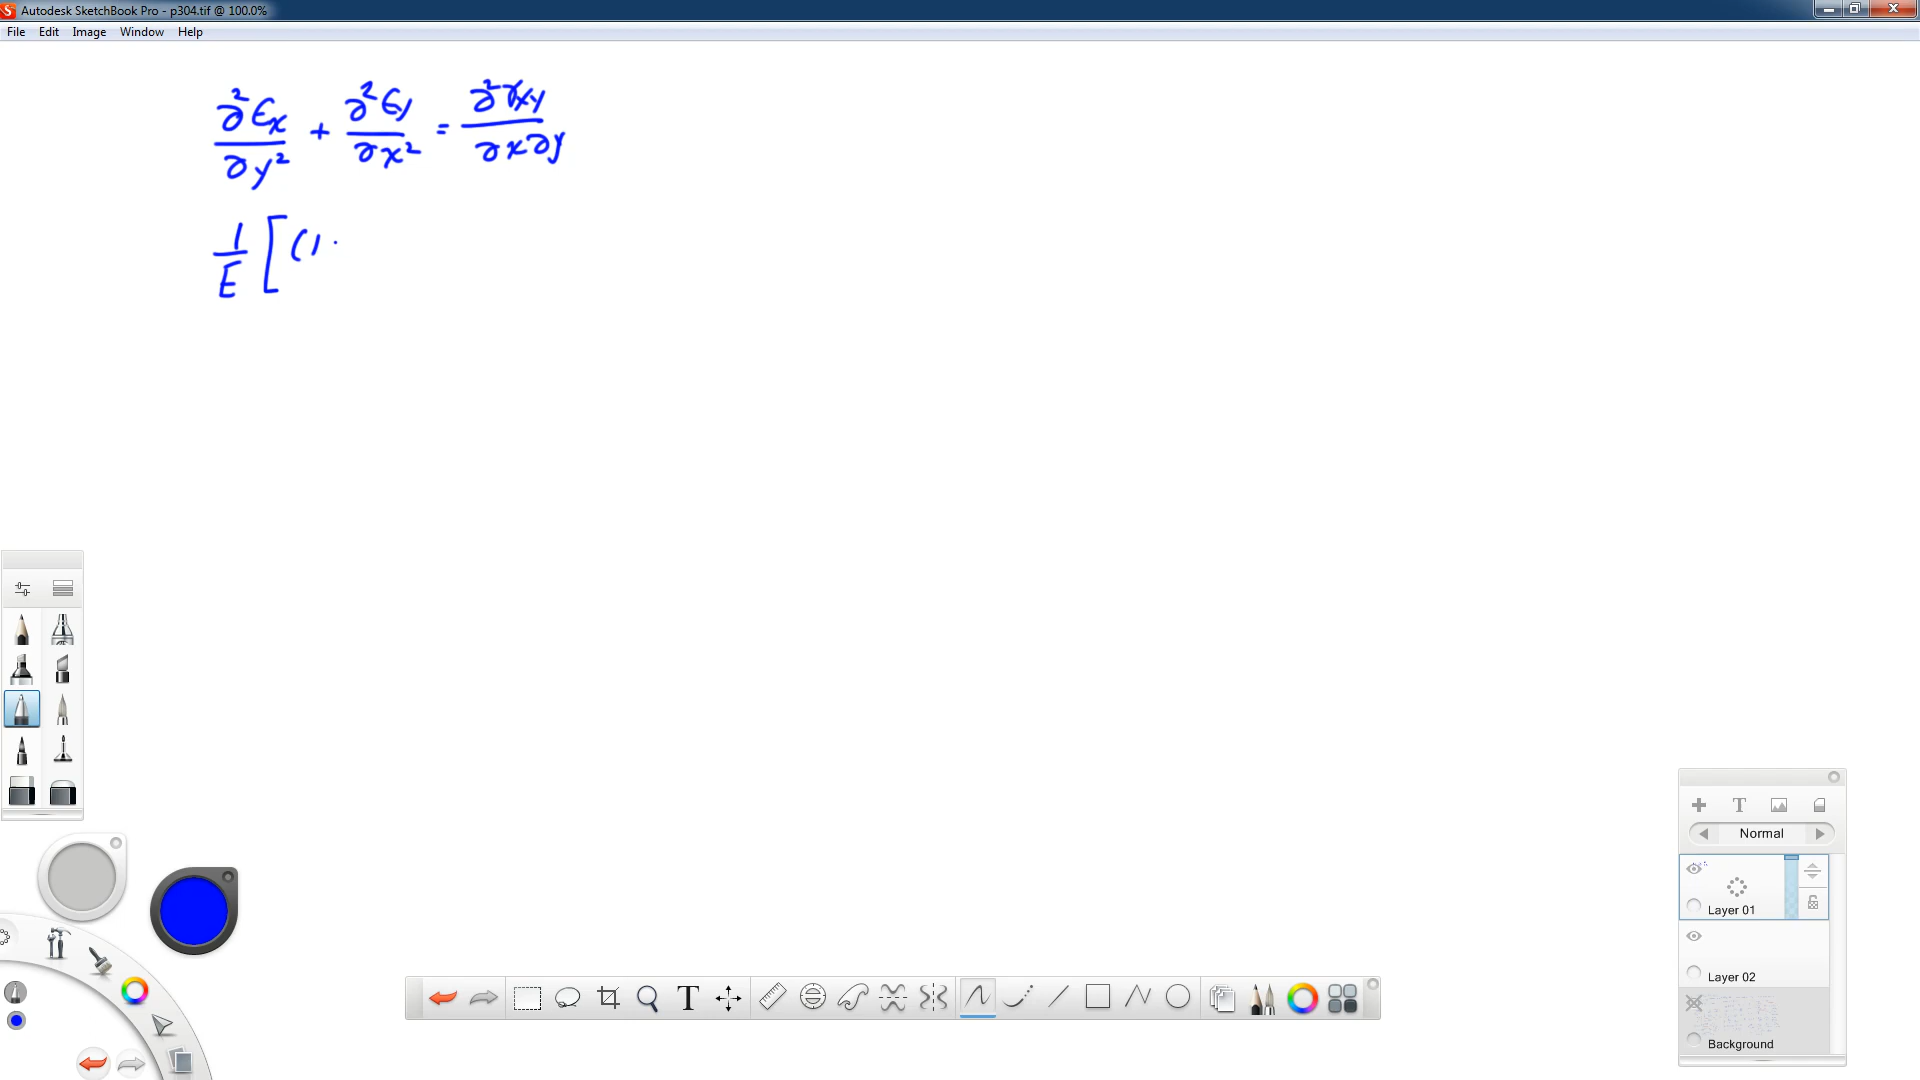 Autodesk SketchBook Pro - p304.tif @ 100.0%
File Edit Image Window Help
∂²ϵx/∂y² + ∂²ϵy/∂x² = ∂²γxy/∂x∂y
1/E [(1 ·
T
Normal
Layer 01
Layer 02
Background
T